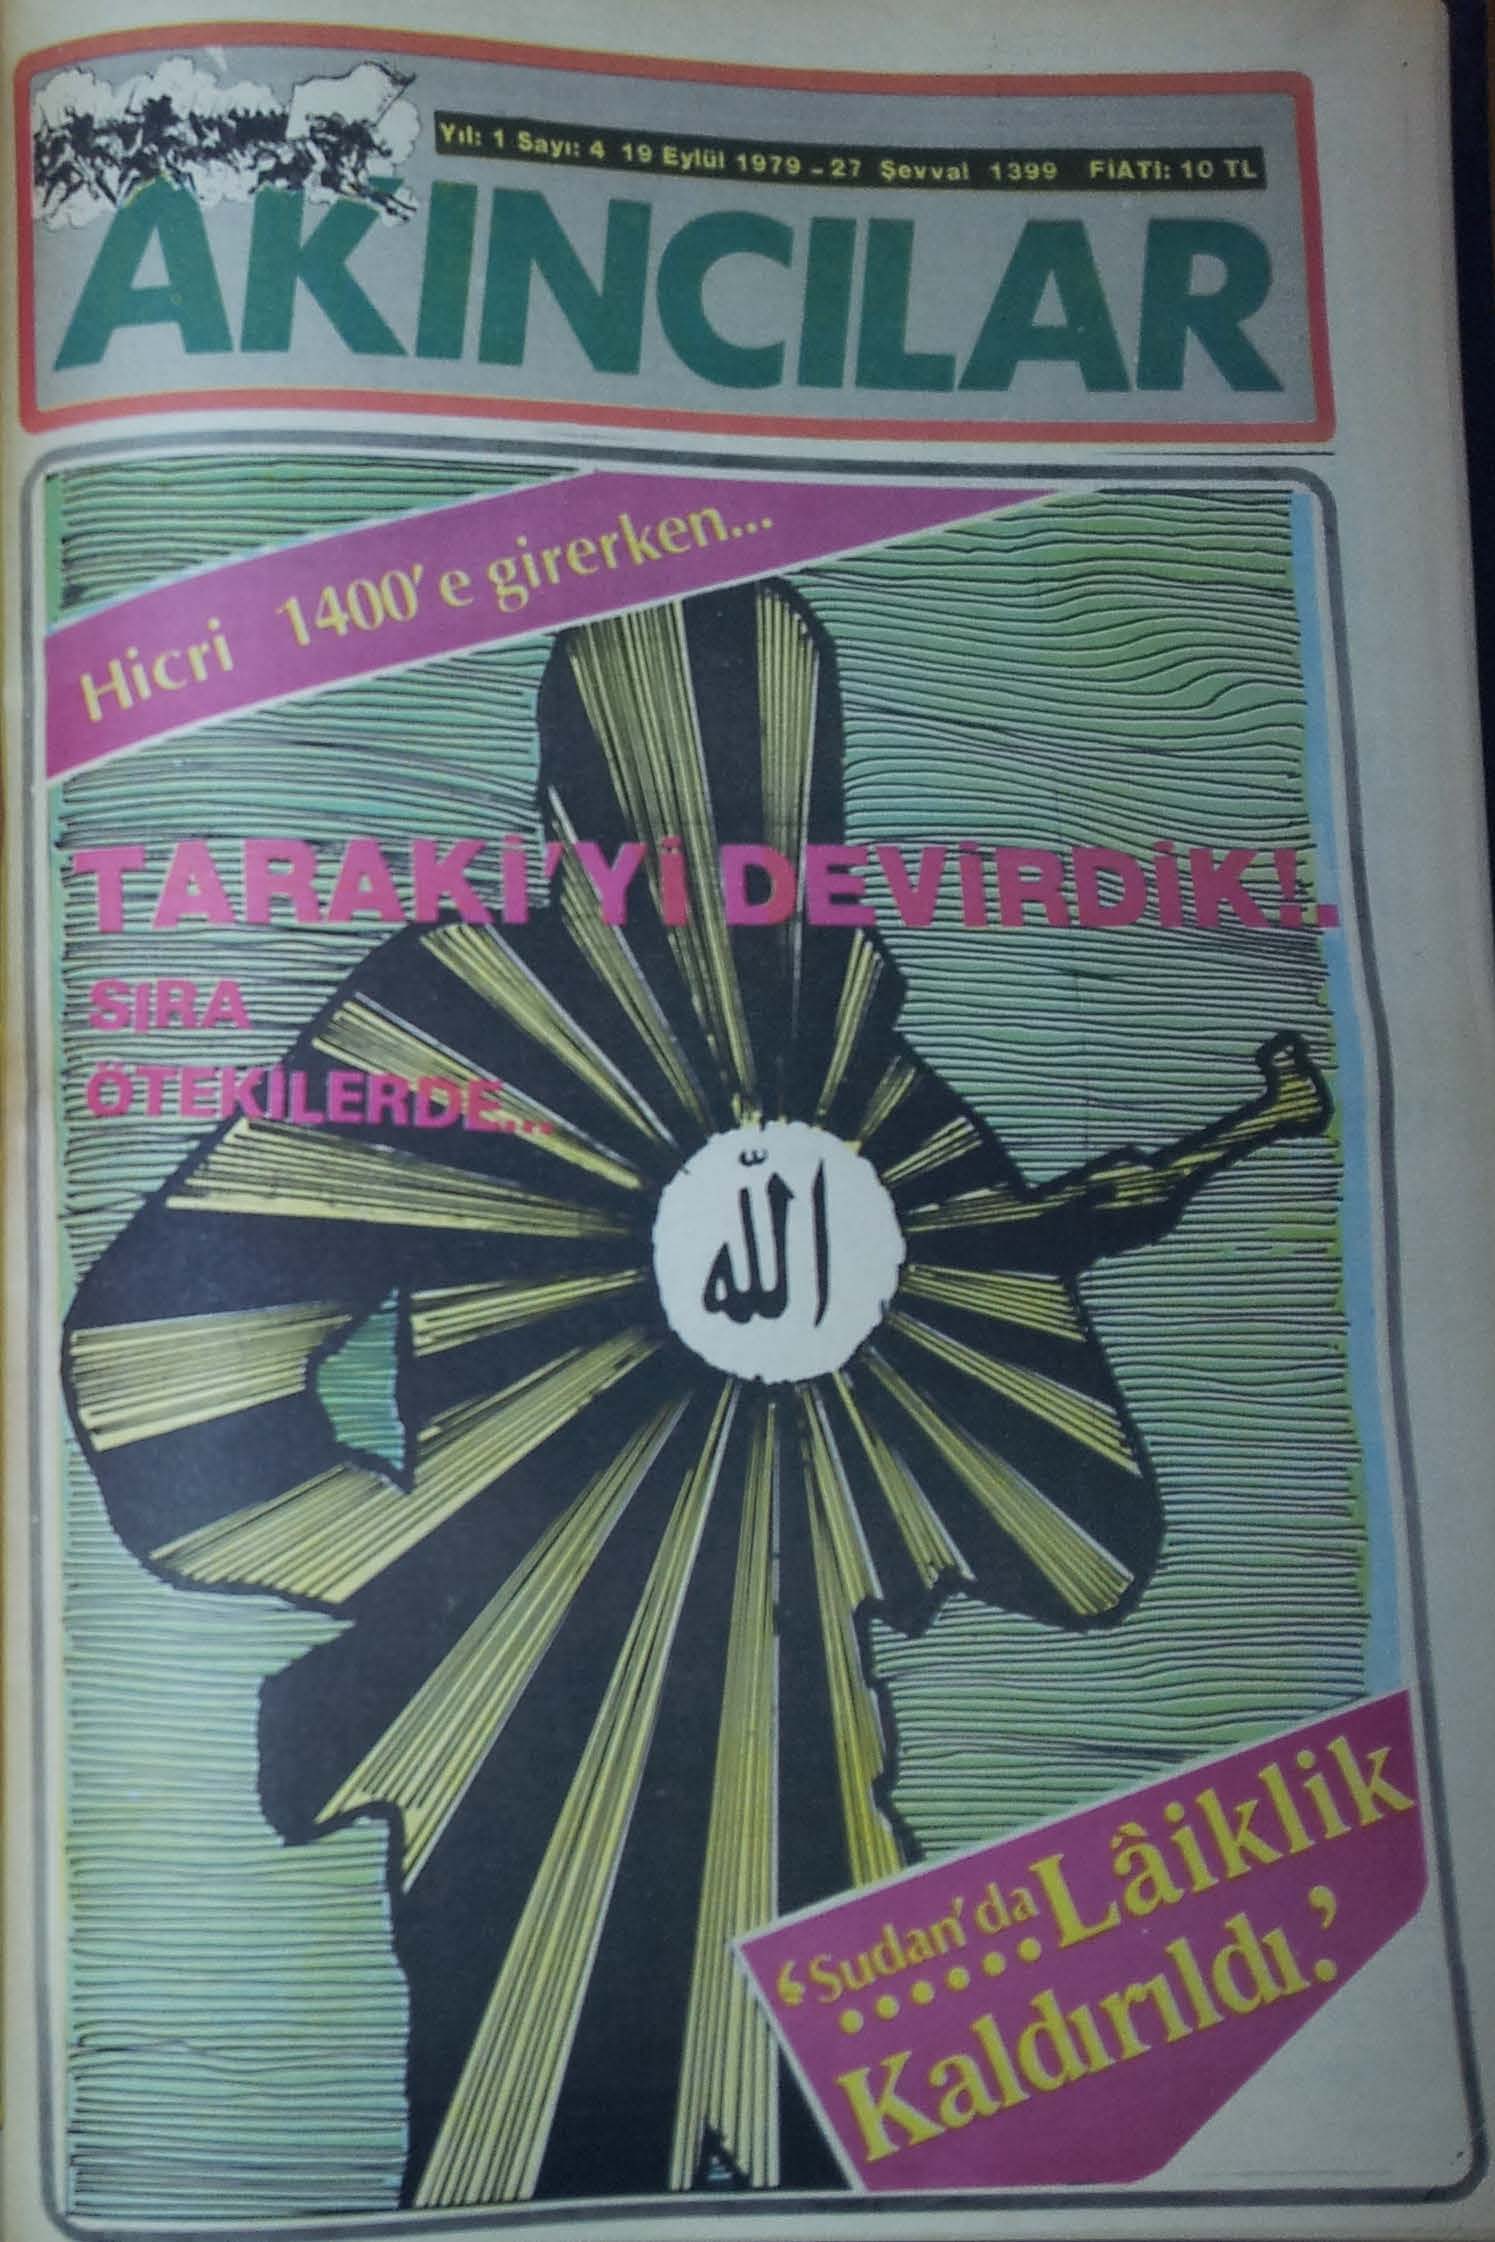 Yıl: 1 Sayı: 4 19 Eylül 1979 - 27 Şevval 1399 FİATİ: 10 TL
AKINCILAR
Hicri 1400'e girerken...
TARAKİ'Yİ DEVİRDİK!.
SIRA
ÖTEKİLERDE...
الله
‘Sudan'da Lâiklik
Kaldırıldı.’